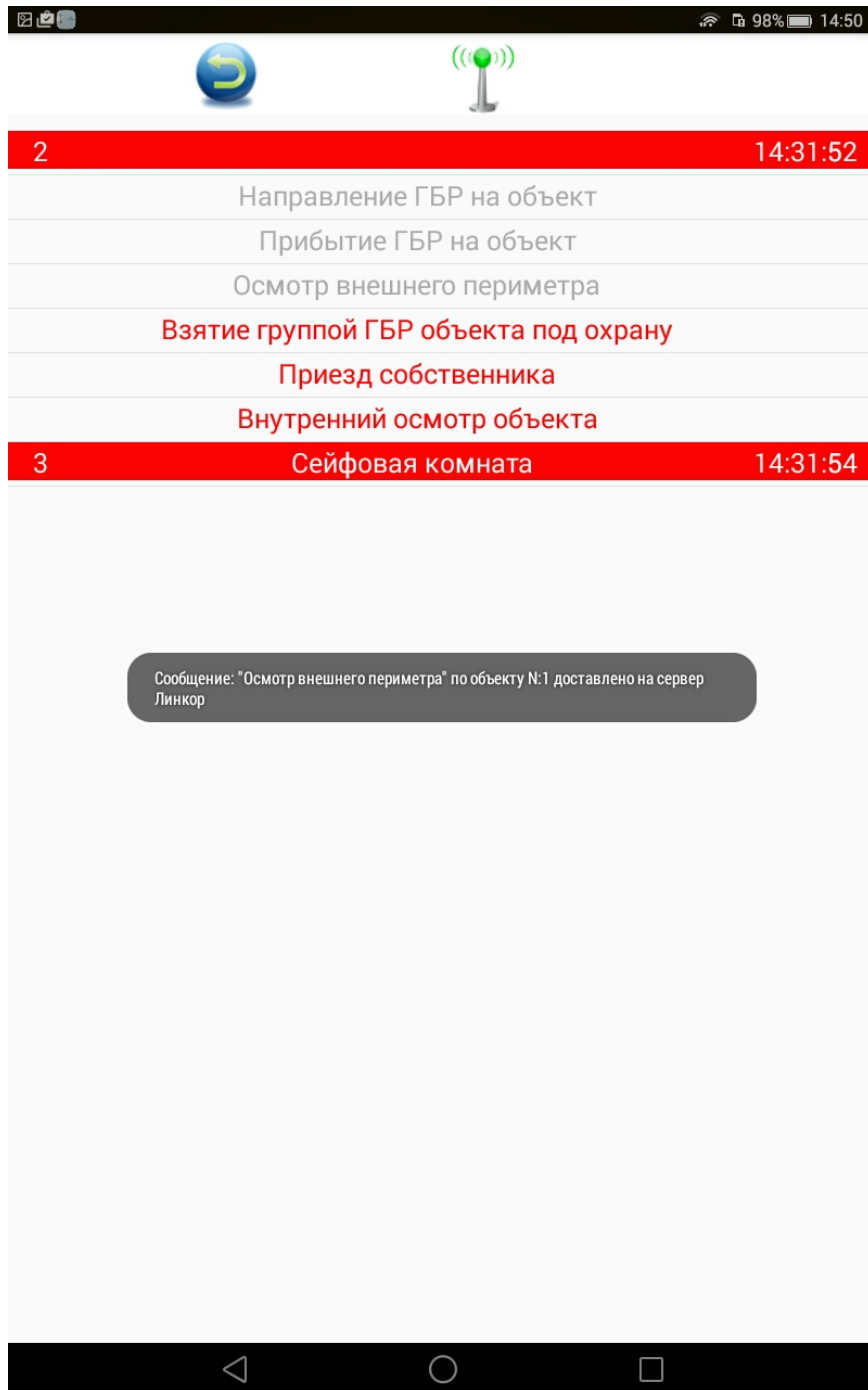 98% 14:50
2 14:31:52
Направление ГБР на объект
Прибытие ГБР на объект
Осмотр внешнего периметра
Взятие группой ГБР объекта под охрану
Приезд собственника
Внутренний осмотр объекта
3 Сейфовая комната 14:31:54
Сообщение: "Осмотр внешнего периметра" по объекту N:1 доставлено на сервер
Линкор